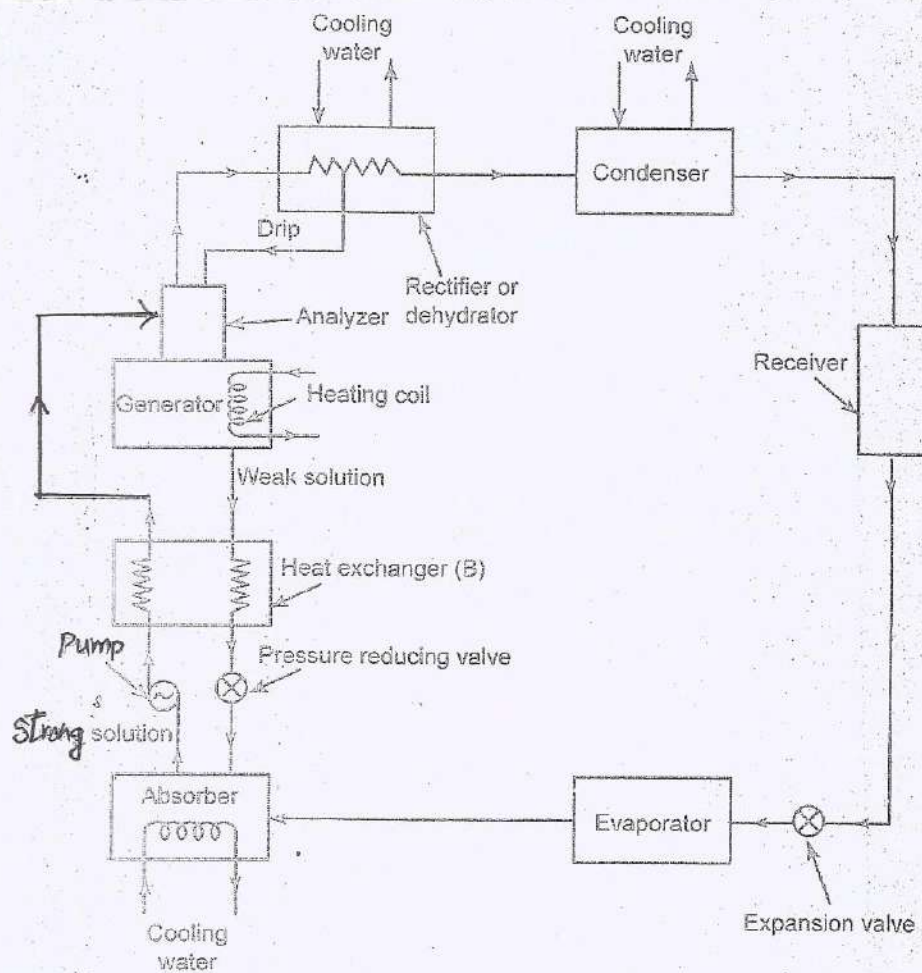 Cooling
water
Cooling
water
Condenser
Drip
Rectifier or
dehydrator
Analyzer
Receiver
Generator
Heating coil
Weak solution
Heat exchanger (B)
Pump
Pressure reducing valve
Strong solution
Absorber
Evaporator
Expansion valve
Cooling
water